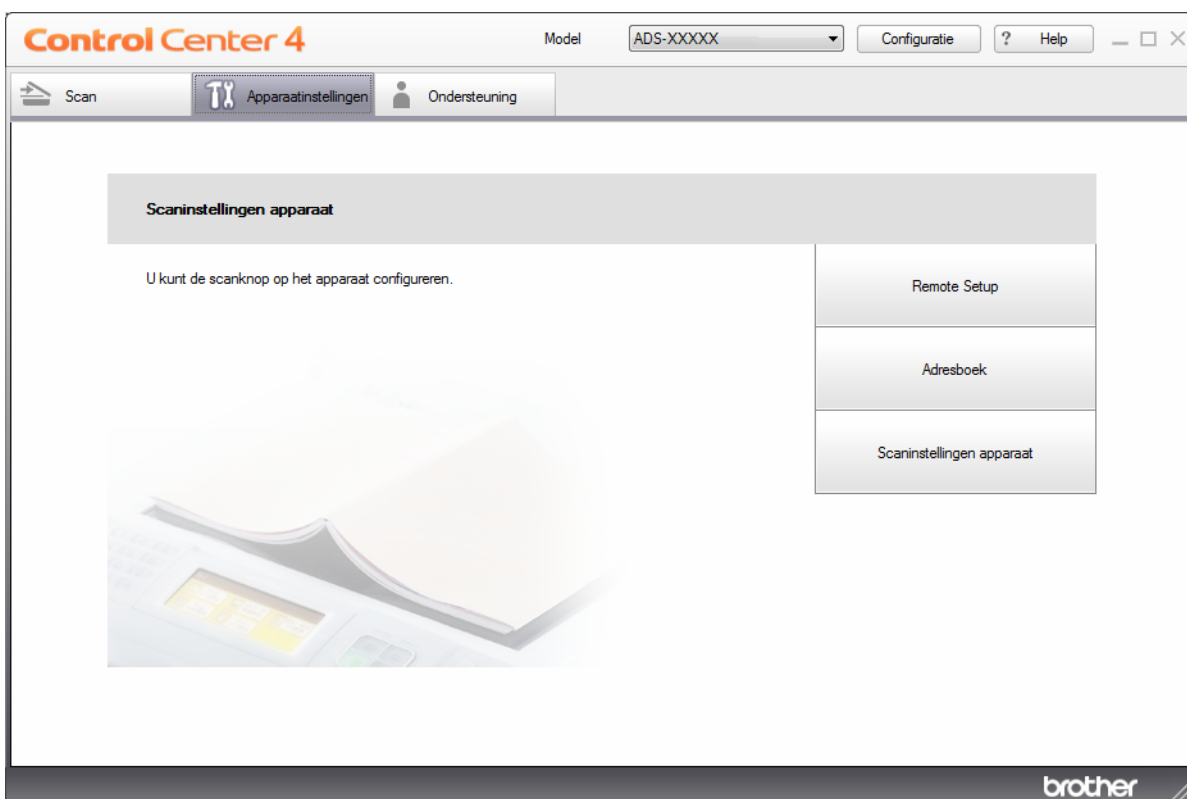 Control Center 4
Model
ADS-XXXXX
Configuratie
? Help
Scan
Apparaatinstellingen
Ondersteuning
Scaninstellingen apparaat
U kunt de scanknop op het apparaat configureren.
Remote Setup
Adresboek
Scaninstellingen apparaat
brother